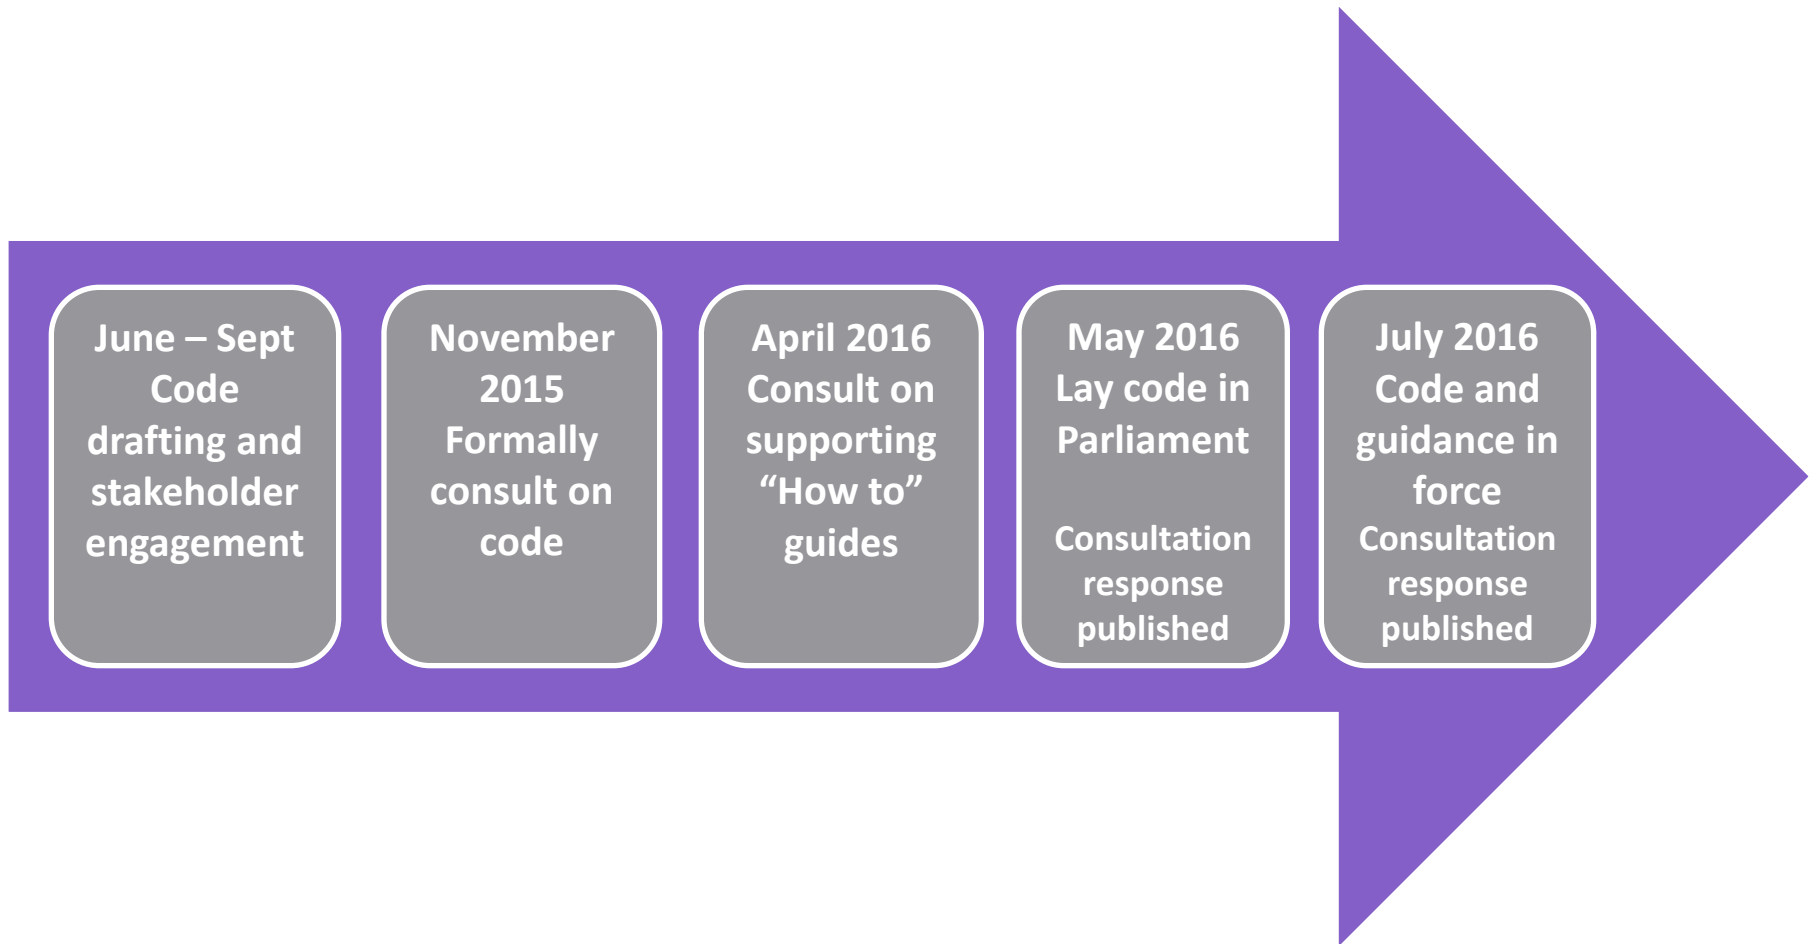 June – Sept
Code
drafting and
stakeholder
engagement
November
2015
Formally
consult on
code
April 2016
Consult on
supporting
“How to”
guides
May 2016
Lay code in
Parliament
Consultation
response
published
July 2016
Code and
guidance in
force
Consultation
response
published